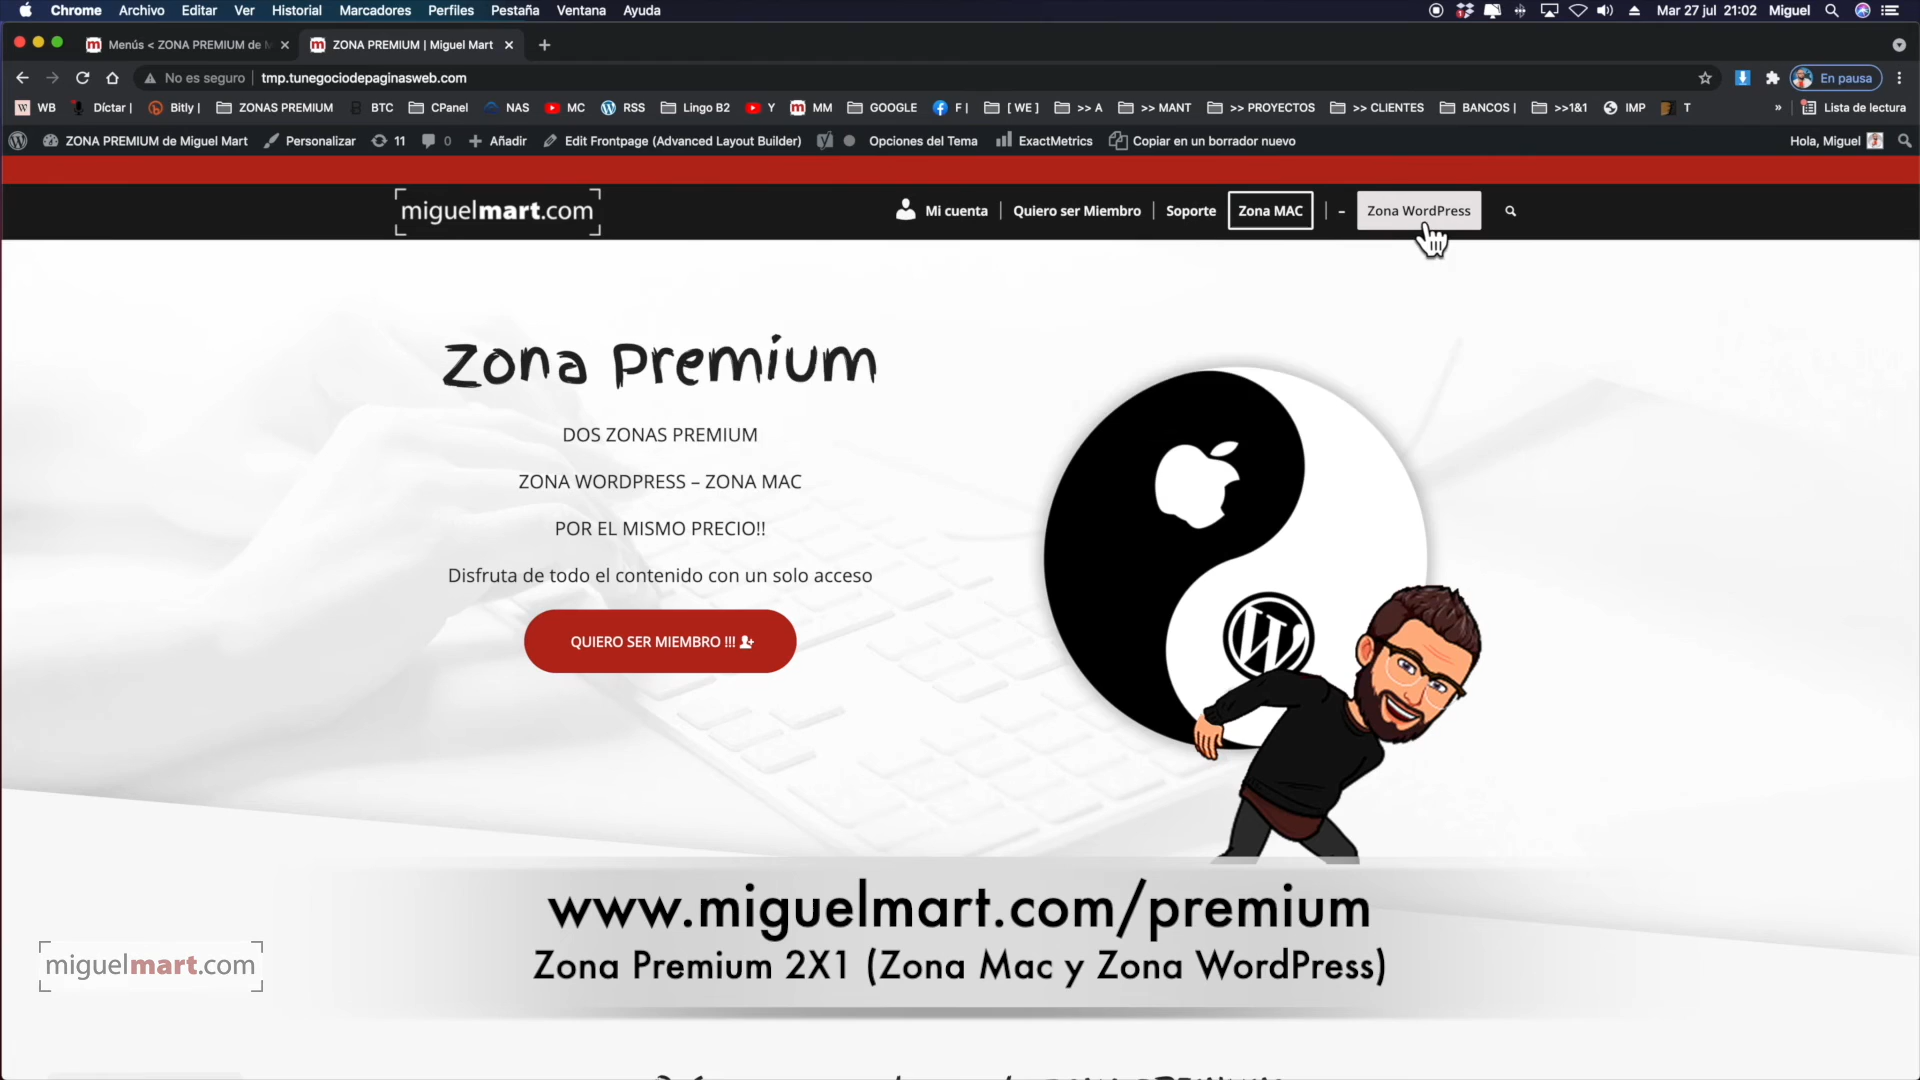 Chrome Archivo Editar Ver Historial Marcadores Perfiles Pestaña Ventana Ayuda Mar 27 jul 21:02 Miguel
Menús < ZONA PREMIUM de ZONA PREMIUM | Miguel Mart
No es seguro tmp.tunegociodepaginasweb.com En pausa
WB Díctar | Bitly | ZONAS PREMIUM BTC CPanel NAS MC RSS Lingo B2 Y MM GOOGLE F | [ WE ] >> A >> MANT >> PROYECTOS >> CLIENTES BANCOS | >>1&1 IMP T » Lista de lectura
ZONA PREMIUM de Miguel Mart Personalizar 11 0 Añadir Edit Frontpage (Advanced Layout Builder) Opciones del Tema ExactMetrics Copiar en un borrador nuevo Hola, Miguel
miguelmart.com Mi cuenta | Quiero ser Miembro | Soporte Zona MAC | – Zona WordPress
Zona Premium
DOS ZONAS PREMIUM
ZONA WORDPRESS – ZONA MAC
POR EL MISMO PRECIO!!
Disfruta de todo el contenido con un solo acceso
QUIERO SER MIEMBRO !!!
www.miguelmart.com/premium
Zona Premium 2X1 (Zona Mac y Zona WordPress)
miguelmart.com